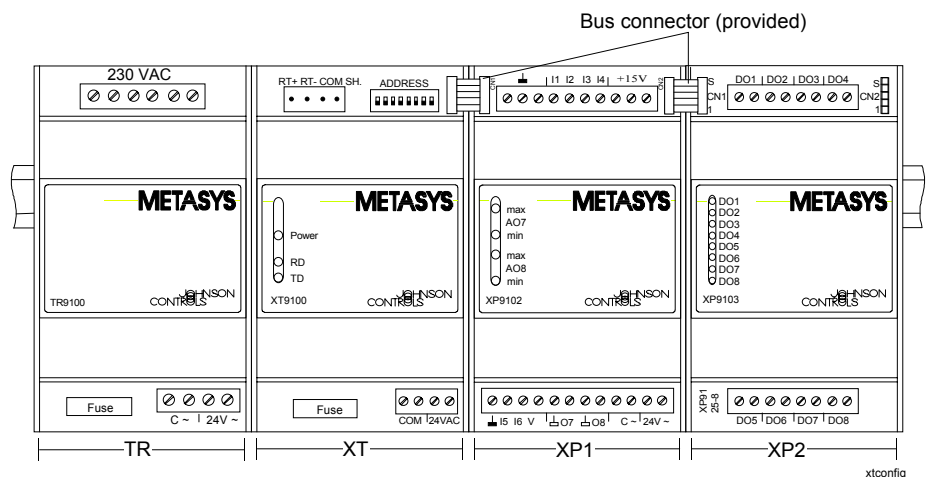 Bus connector (provided)
230 VAC
RT+ RT- COM SH.
ADDRESS
CN1
I1 I2 I3 I4 +15V
CN2
S
CN1
1
DO1 DO2 DO3 DO4
S
CN2
1
METASYS
TR9100
JOHNSON
CONTROLS
METASYS
Power
RD
TD
XT9100
JOHNSON
CONTROLS
METASYS
max
AO7
min
max
AO8
min
XP9102
JOHNSON
CONTROLS
METASYS
DO1
DO2
DO3
DO4
DO5
DO6
DO7
DO8
XP9103
JOHNSON
CONTROLS
Fuse
C ~ 24V ~
Fuse
COM 24VAC
I5 I6 V O7 O8 C ~ 24V ~
XP91
25-8
DO5 DO6 DO7 DO8
TR
XT
XP1
XP2
xtconfig